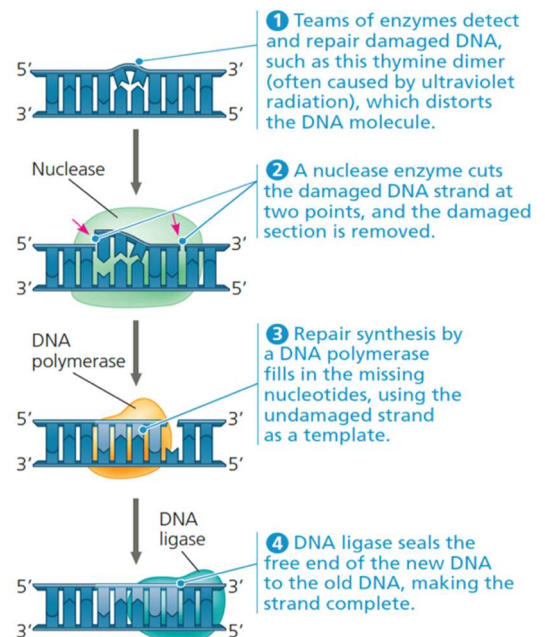 1 Teams of enzymes detect
and repair damaged DNA,
such as this thymine dimer
(often caused by ultraviolet
radiation), which distorts
the DNA molecule.
5′ 3′
3′ 5′
Nuclease
2 A nuclease enzyme cuts
the damaged DNA strand at
two points, and the damaged
section is removed.
5′ 3′
3′ 5′
DNA
polymerase
3 Repair synthesis by
a DNA polymerase
fills in the missing
nucleotides, using the
undamaged strand
as a template.
5′ 3′
3′ 5′
DNA
ligase
4 DNA ligase seals the
free end of the new DNA
to the old DNA, making the
strand complete.
5′ 3′
3′ 5′